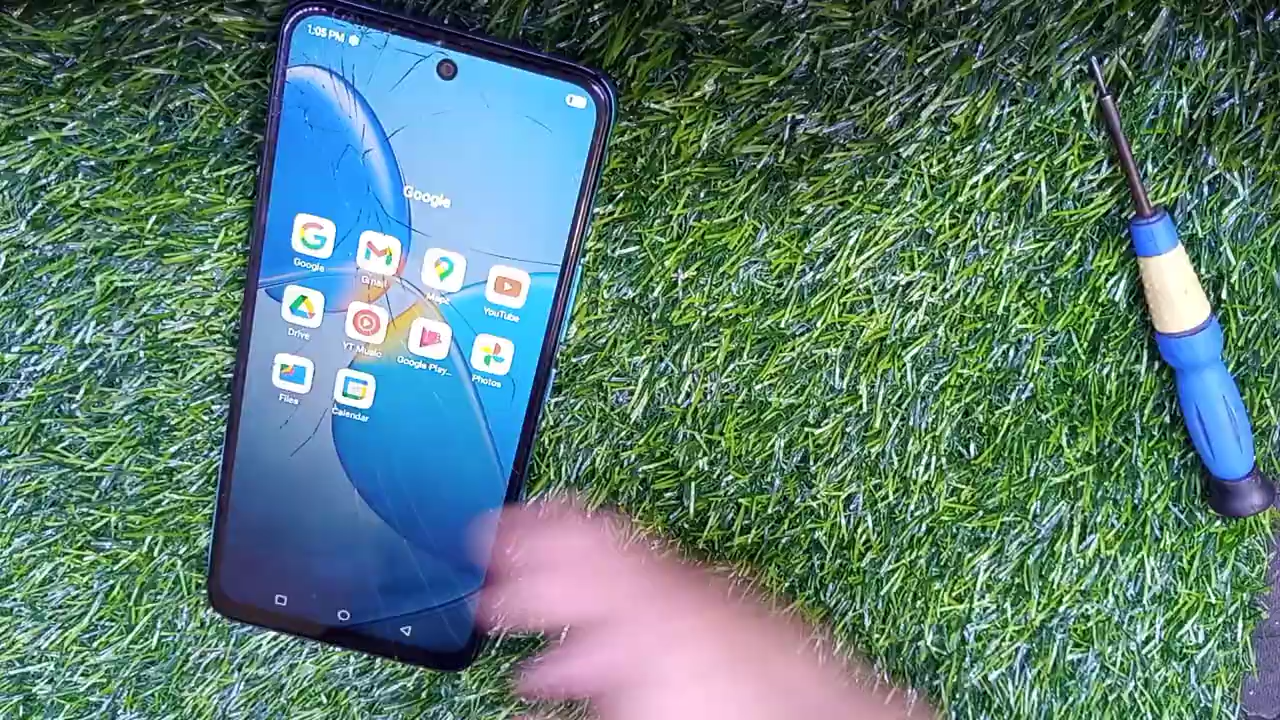 1:05 PM
Google
Google
Gmail
Maps
YouTube
Drive
YT Music
Google Play...
Photos
Files
Calendar